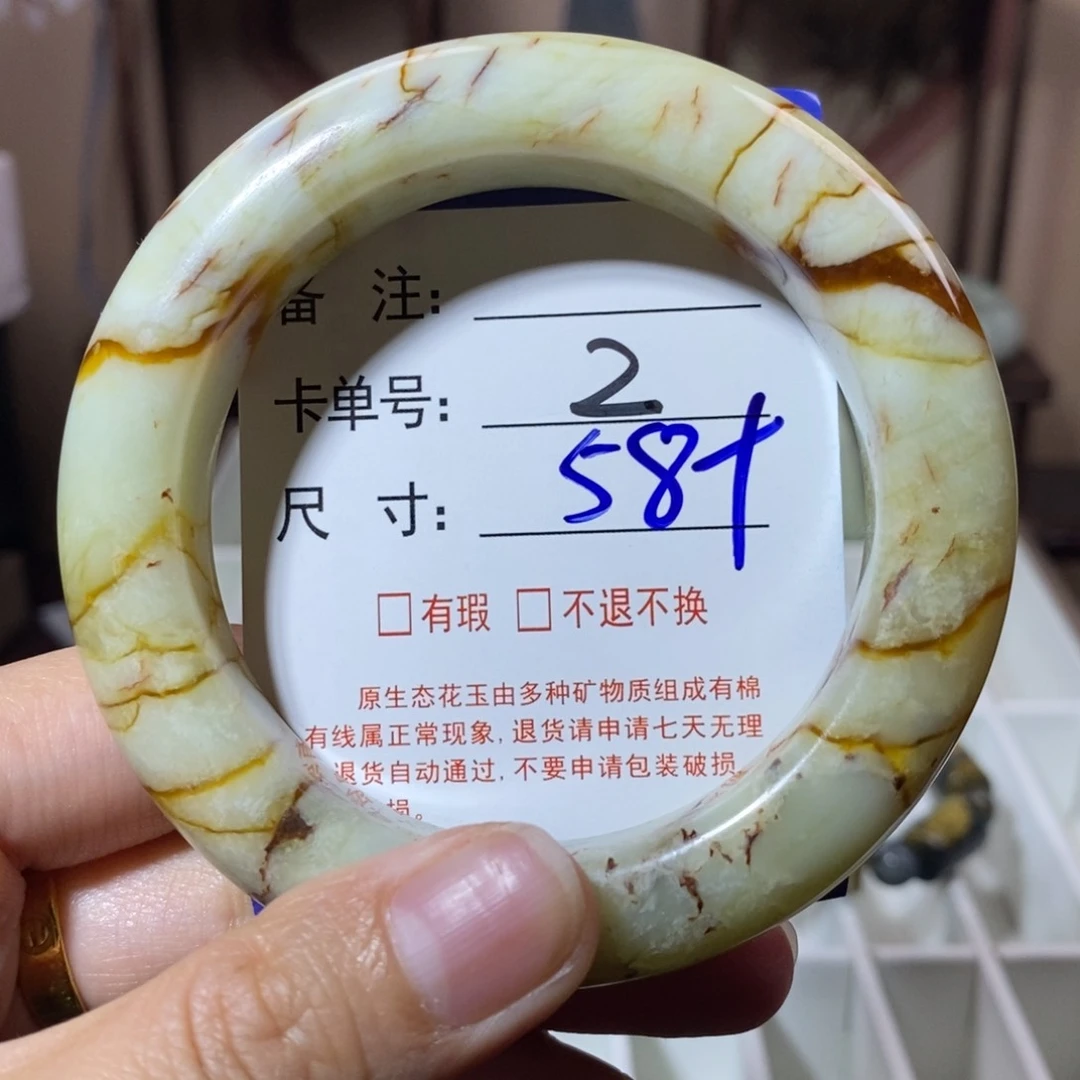 备 注:
卡单号: 2
尺 寸: 58+
□有瑕 □不退不换
原生态花玉由多种矿物质组成有棉
有线属正常现象,退货请申请七天无理
退货自动通过,不要申请包装破损
损。